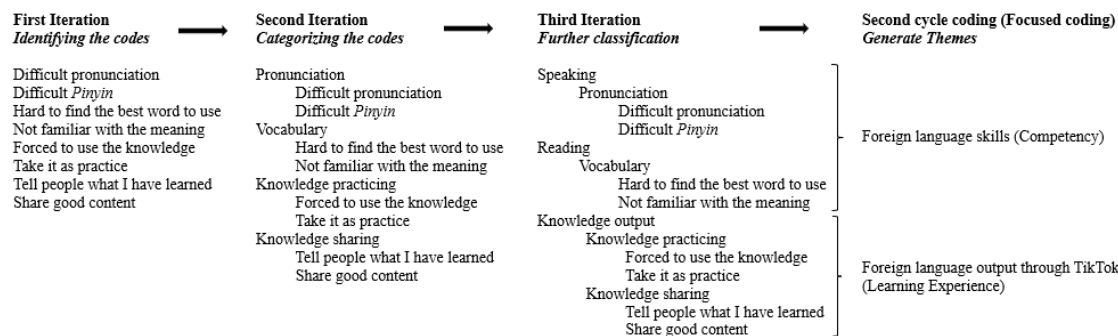 First Iteration
Identifying the codes
Difficult pronunciation
Difficult Pinyin
Hard to find the best word to use
Not familiar with the meaning
Forced to use the knowledge
Take it as practice
Tell people what I have learned
Share good content
Second Iteration
Categorizing the codes
Pronunciation
Difficult pronunciation
Difficult Pinyin
Vocabulary
Hard to find the best word to use
Not familiar with the meaning
Knowledge practicing
Forced to use the knowledge
Take it as practice
Knowledge sharing
Tell people what I have learned
Share good content
Third Iteration
Further classification
Speaking
Pronunciation
Difficult pronunciation
Difficult Pinyin
Reading
Vocabulary
Hard to find the best word to use
Not familiar with the meaning
Knowledge output
Knowledge practicing
Forced to use the knowledge
Take it as practice
Knowledge sharing
Tell people what I have learned
Share good content
Second cycle coding (Focused coding)
Generate Themes
Foreign language skills (Competency)
Foreign language output through TikTok
(Learning Experience)